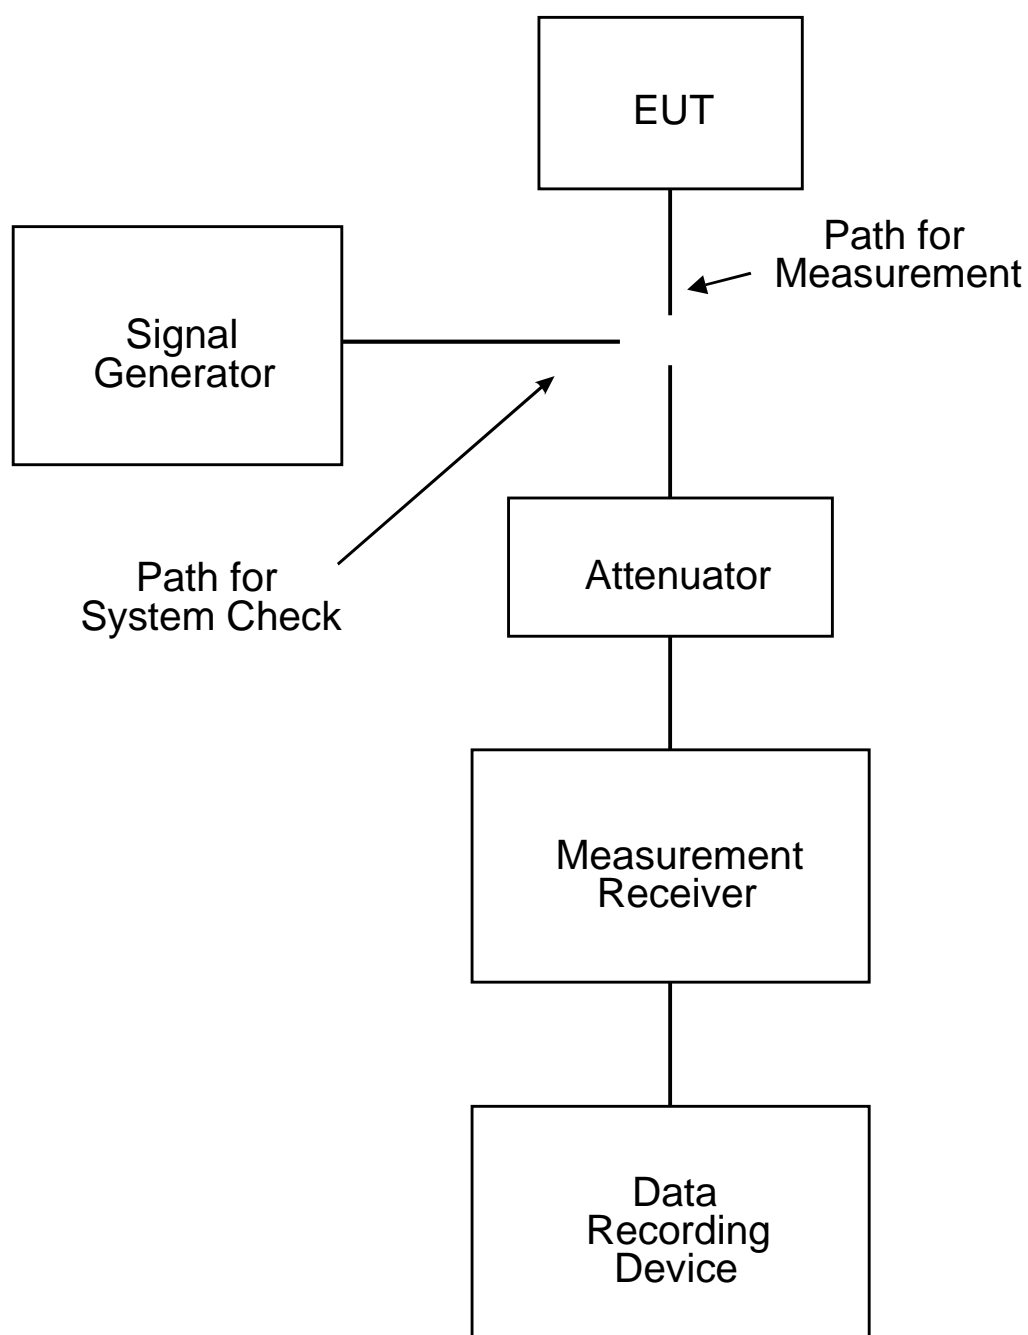 EUT
Path for
Measurement
Signal
Generator
Path for
System Check
Attenuator
Measurement
Receiver
Data
Recording
Device